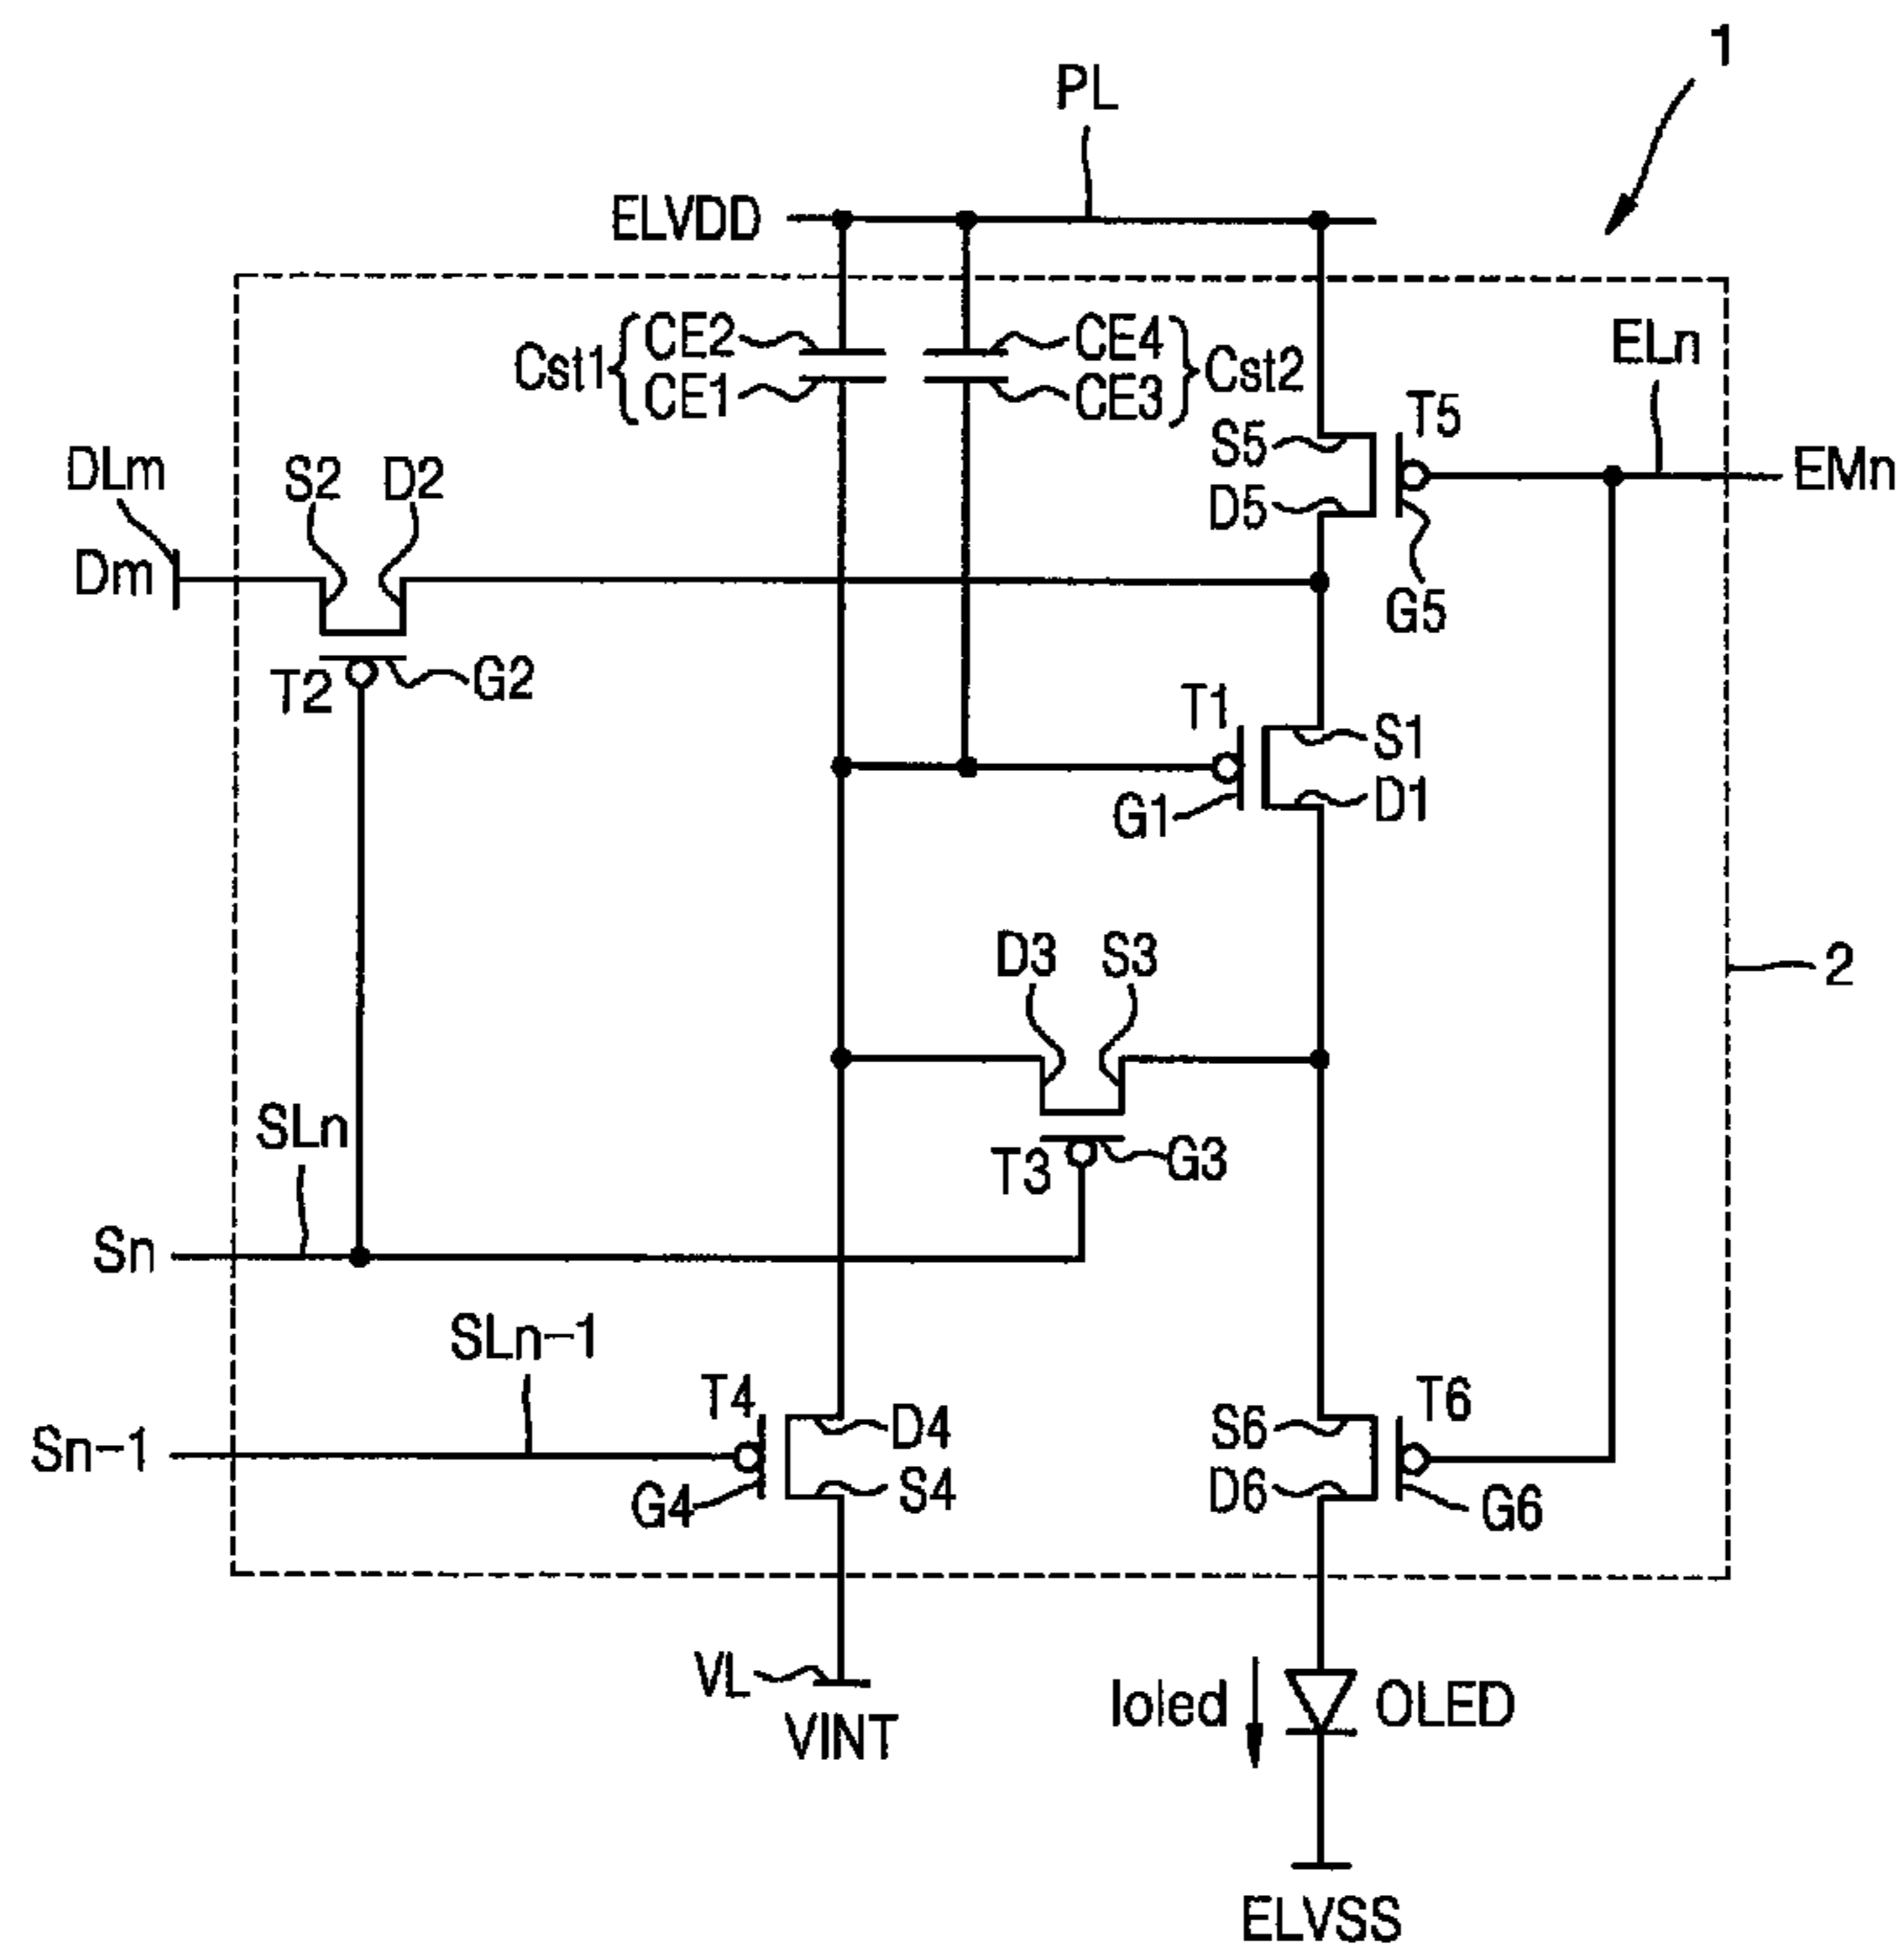 1
PL
ELVDD
Cst1 { CE2 CE4 } Cst2
CE1 CE3
ELn
T5
S5
D5
EMn
G5
DLm
S2 D2
Dm
T2 G2
T1
S1
G1 D1
D3 S3
2
SLn
T3 G3
Sn
SLn-1
T4 D4
Sn-1
G4 S4
S6 T6
D6 G6
VL
VINT
Ioled OLED
ELVSS